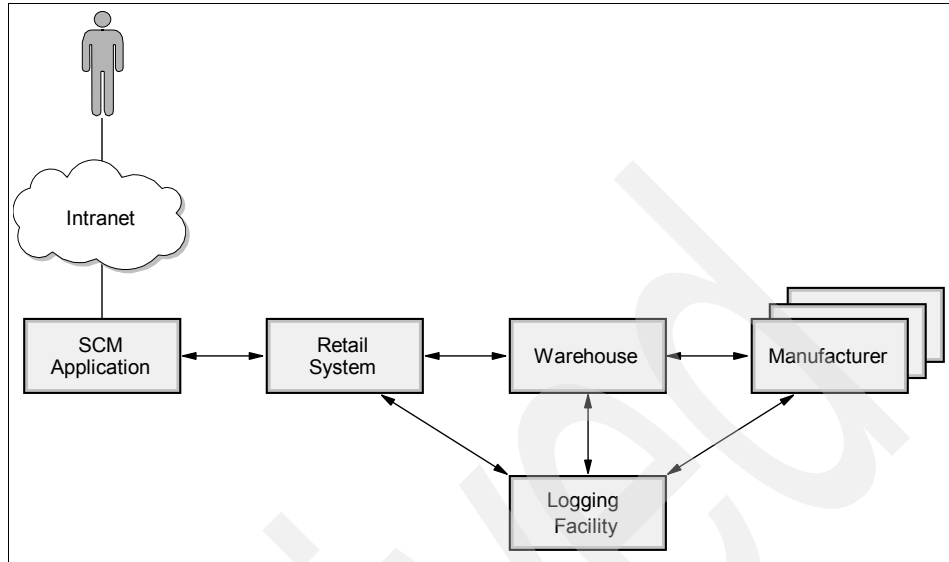 Intranet
SCM
Application
Retail
System
Warehouse
Manufacturer
Logging
Facility